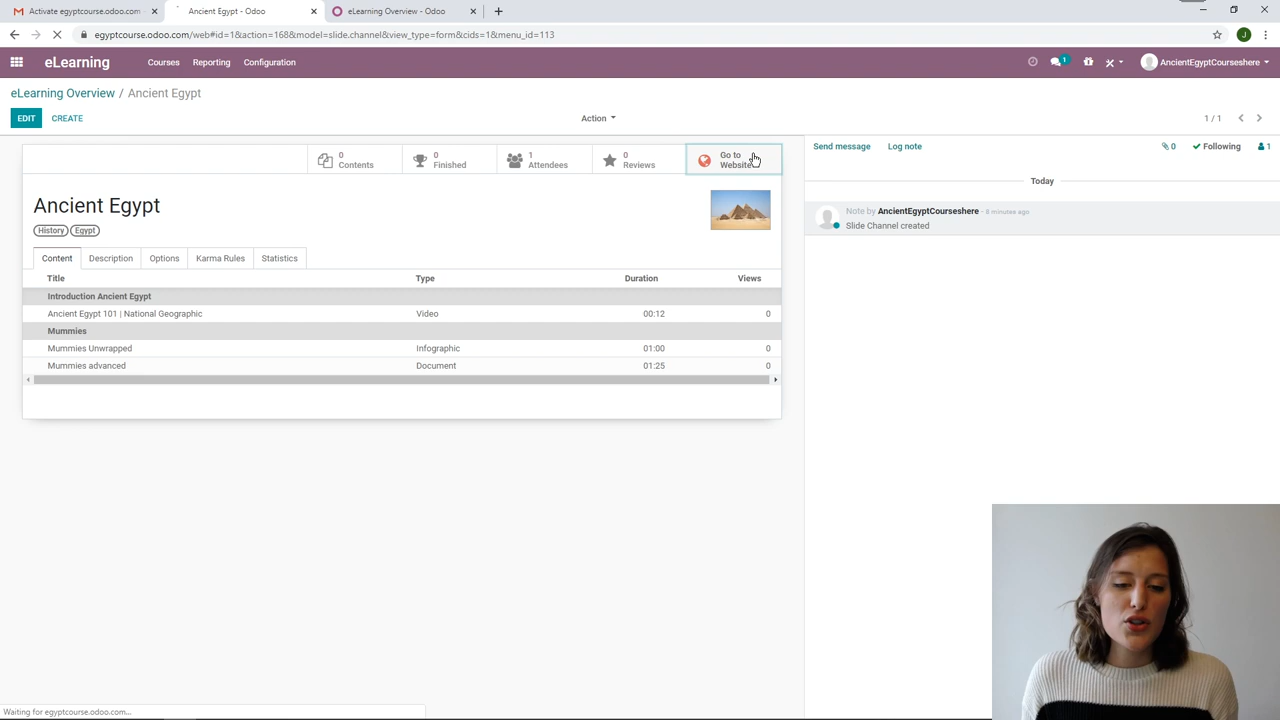 Activate egyptcourse.odoo.com
Ancient Egypt - Odoo
eLearning Overview - Odoo
egyptcourse.odoo.com/web#id=1&action=168&model=slide.channel&view_type=form&cids=1&menu_id=113
J
eLearning
Courses
Reporting
Configuration
1
AncientEgyptCourseshere
eLearning Overview / Ancient Egypt
EDIT
CREATE
Action
1 / 1
0
Contents
0
Finished
1
Attendees
0
Reviews
Go to
Website
Send message
Log note
0
Following
1
Today
Ancient Egypt
History
Egypt
Note by AncientEgyptCourseshere - 8 minutes ago
Slide Channel created
Content
Description
Options
Karma Rules
Statistics
Title Type Duration Views
Introduction Ancient Egypt
Ancient Egypt 101 | National Geographic Video 00:12 0
Mummies
Mummies Unwrapped Infographic 01:00 0
Mummies advanced Document 01:25 0
Waiting for egyptcourse.odoo.com...